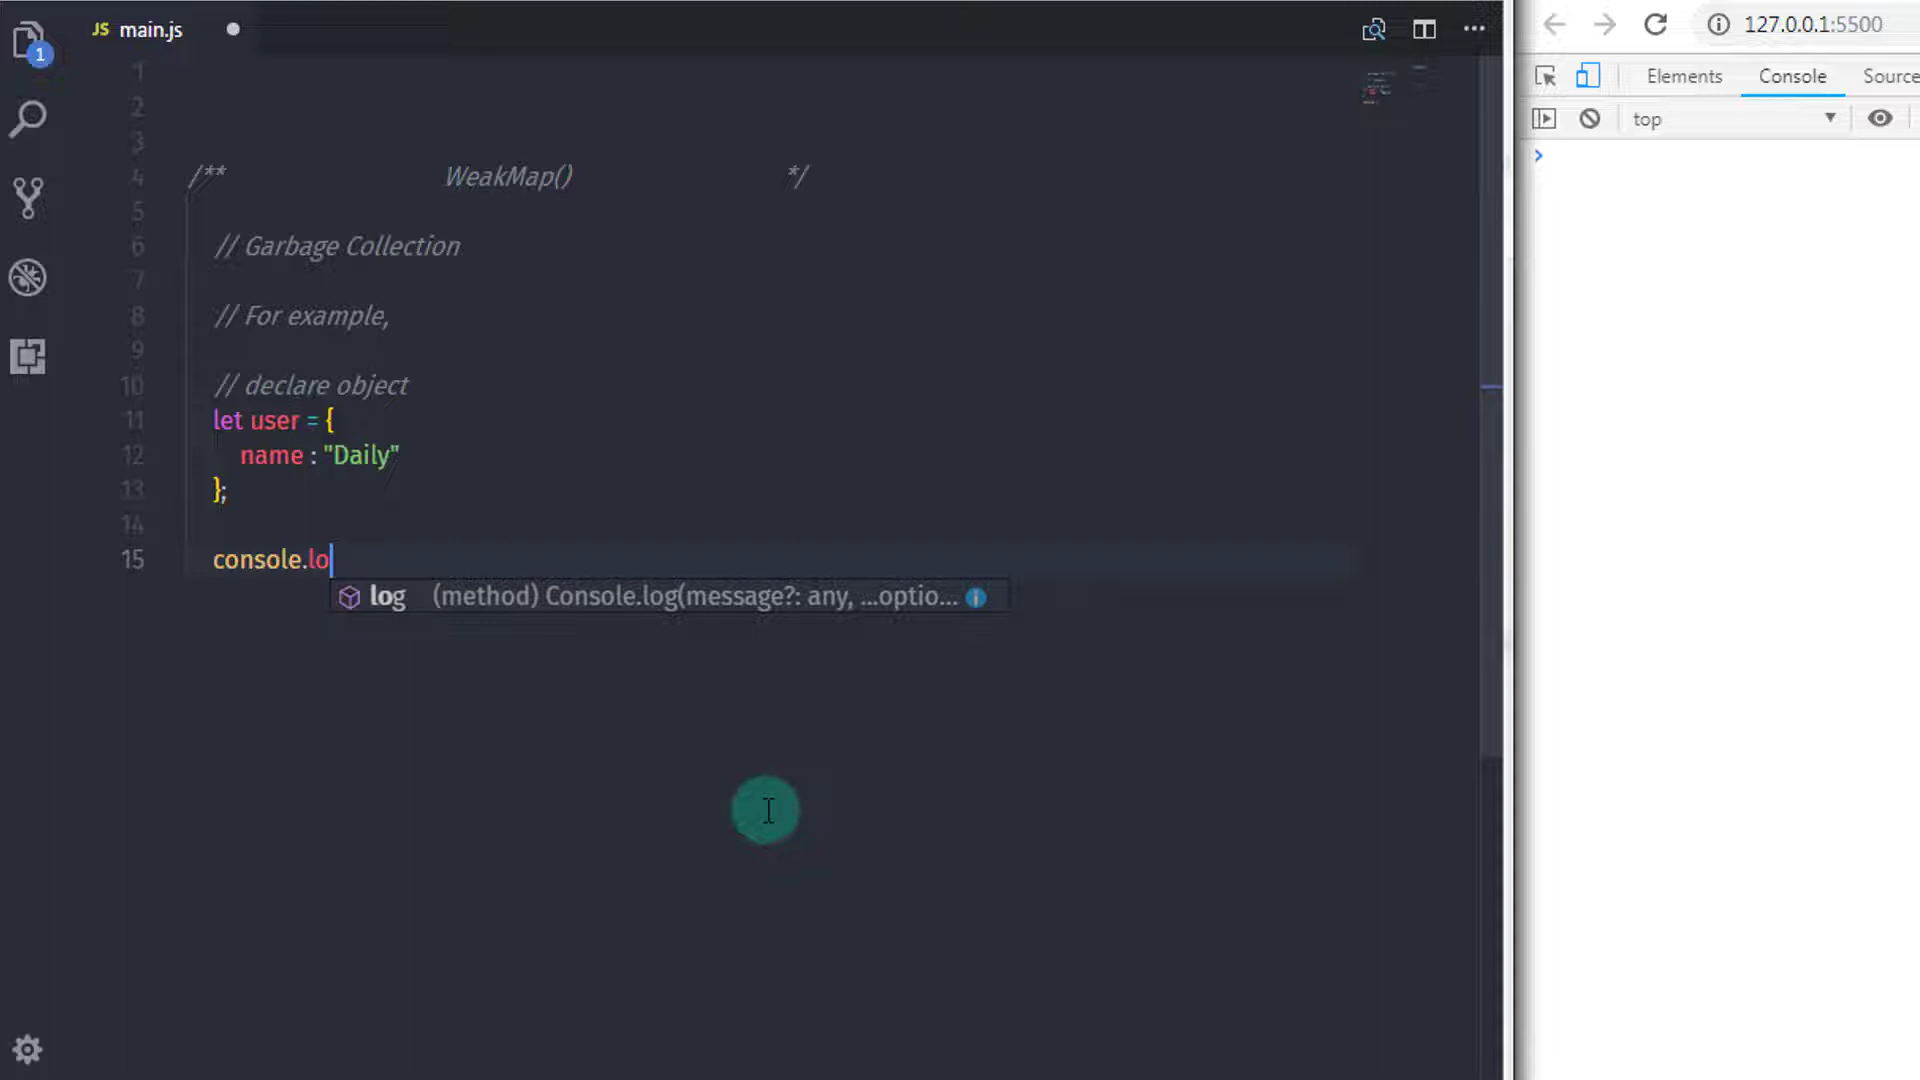 JS main.js
127.0.0.1:5500
1
Elements Console Source
top
1
2
3
4 /** WeakMap() */
5
6 // Garbage Collection
7
8 // For example,
9
10 // declare object
11 let user = {
12 name : "Daily"
13 };
14
15 console.lo
log (method) Console.log(message?: any, ...optio...